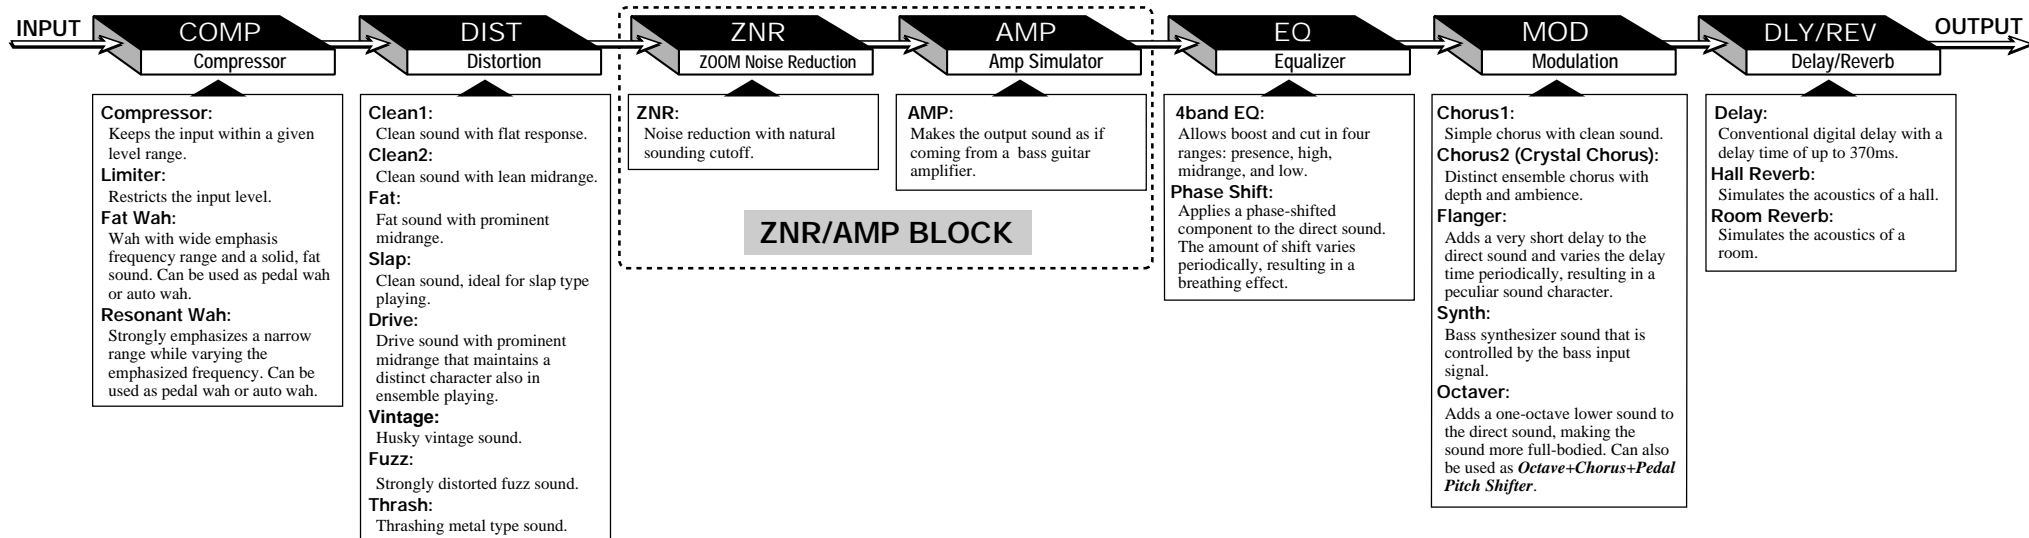 INPUT
COMP
Compressor
DIST
Distortion
ZNR
ZOOM Noise Reduction
AMP
Amp Simulator
EQ
Equalizer
MOD
Modulation
DLY/REV
Delay/Reverb
OUTPUT
Compressor:
Keeps the input within a given
level range.
Limiter:
Restricts the input level.
Fat Wah:
Wah with wide emphasis
frequency range and a solid, fat
sound. Can be used as pedal wah
or auto wah.
Resonant Wah:
Strongly emphasizes a narrow
range while varying the
emphasized frequency. Can be
used as pedal wah or auto wah.
Clean1:
Clean sound with flat response.
Clean2:
Clean sound with lean midrange.
Fat:
Fat sound with prominent
midrange.
Slap:
Clean sound, ideal for slap type
playing.
Drive:
Drive sound with prominent
midrange that maintains a
distinct character also in
ensemble playing.
Vintage:
Husky vintage sound.
Fuzz:
Strongly distorted fuzz sound.
Thrash:
Thrashing metal type sound.
ZNR:
Noise reduction with natural
sounding cutoff.
AMP:
Makes the output sound as if
coming from a bass guitar
amplifier.
ZNR/AMP BLOCK
4band EQ:
Allows boost and cut in four
ranges: presence, high,
midrange, and low.
Phase Shift:
Applies a phase-shifted
component to the direct sound.
The amount of shift varies
periodically, resulting in a
breathing effect.
Chorus1:
Simple chorus with clean sound.
Chorus2 (Crystal Chorus):
Distinct ensemble chorus with
depth and ambience.
Flanger:
Adds a very short delay to the
direct sound and varies the delay
time periodically, resulting in a
peculiar sound character.
Synth:
Bass synthesizer sound that is
controlled by the bass input
signal.
Octaver:
Adds a one-octave lower sound to
the direct sound, making the
sound more full-bodied. Can also
be used as Octave+Chorus+Pedal
Pitch Shifter.
Delay:
Conventional digital delay with a
delay time of up to 370ms.
Hall Reverb:
Simulates the acoustics of a hall.
Room Reverb:
Simulates the acoustics of a
room.